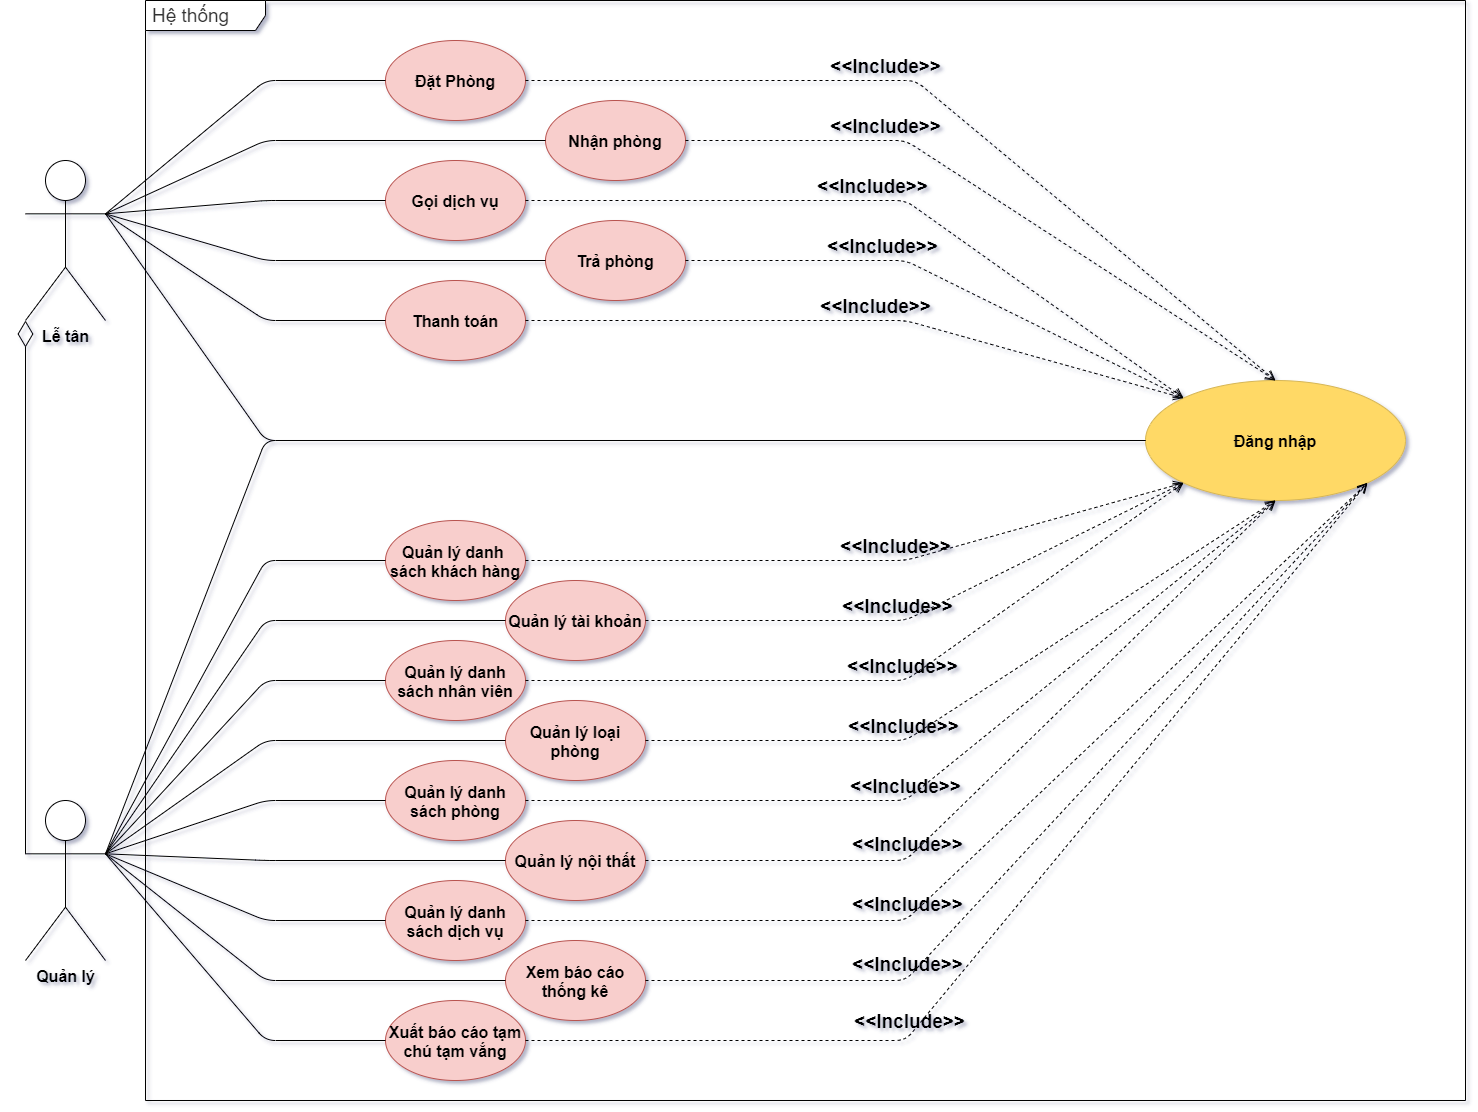 Hệ thống
Đặt Phòng
<<Include>>
Nhận phòng
<<Include>>
Gọi dịch vụ
<<Include>>
Trả phòng
<<Include>>
Thanh toán
<<Include>>
Lễ tân
Đăng nhập
Quản lý danh
sách khách hàng
<<Include>>
Quản lý tài khoản
<<Include>>
Quản lý danh
sách nhân viên
<<Include>>
Quản lý loại
phòng
<<Include>>
Quản lý danh
sách phòng
<<Include>>
Quản lý nội thất
<<Include>>
Quản lý danh
sách dịch vụ
<<Include>>
Quản lý
Xem báo cáo
thống kê
<<Include>>
Xuất báo cáo tạm
chú tạm vắng
<<Include>>